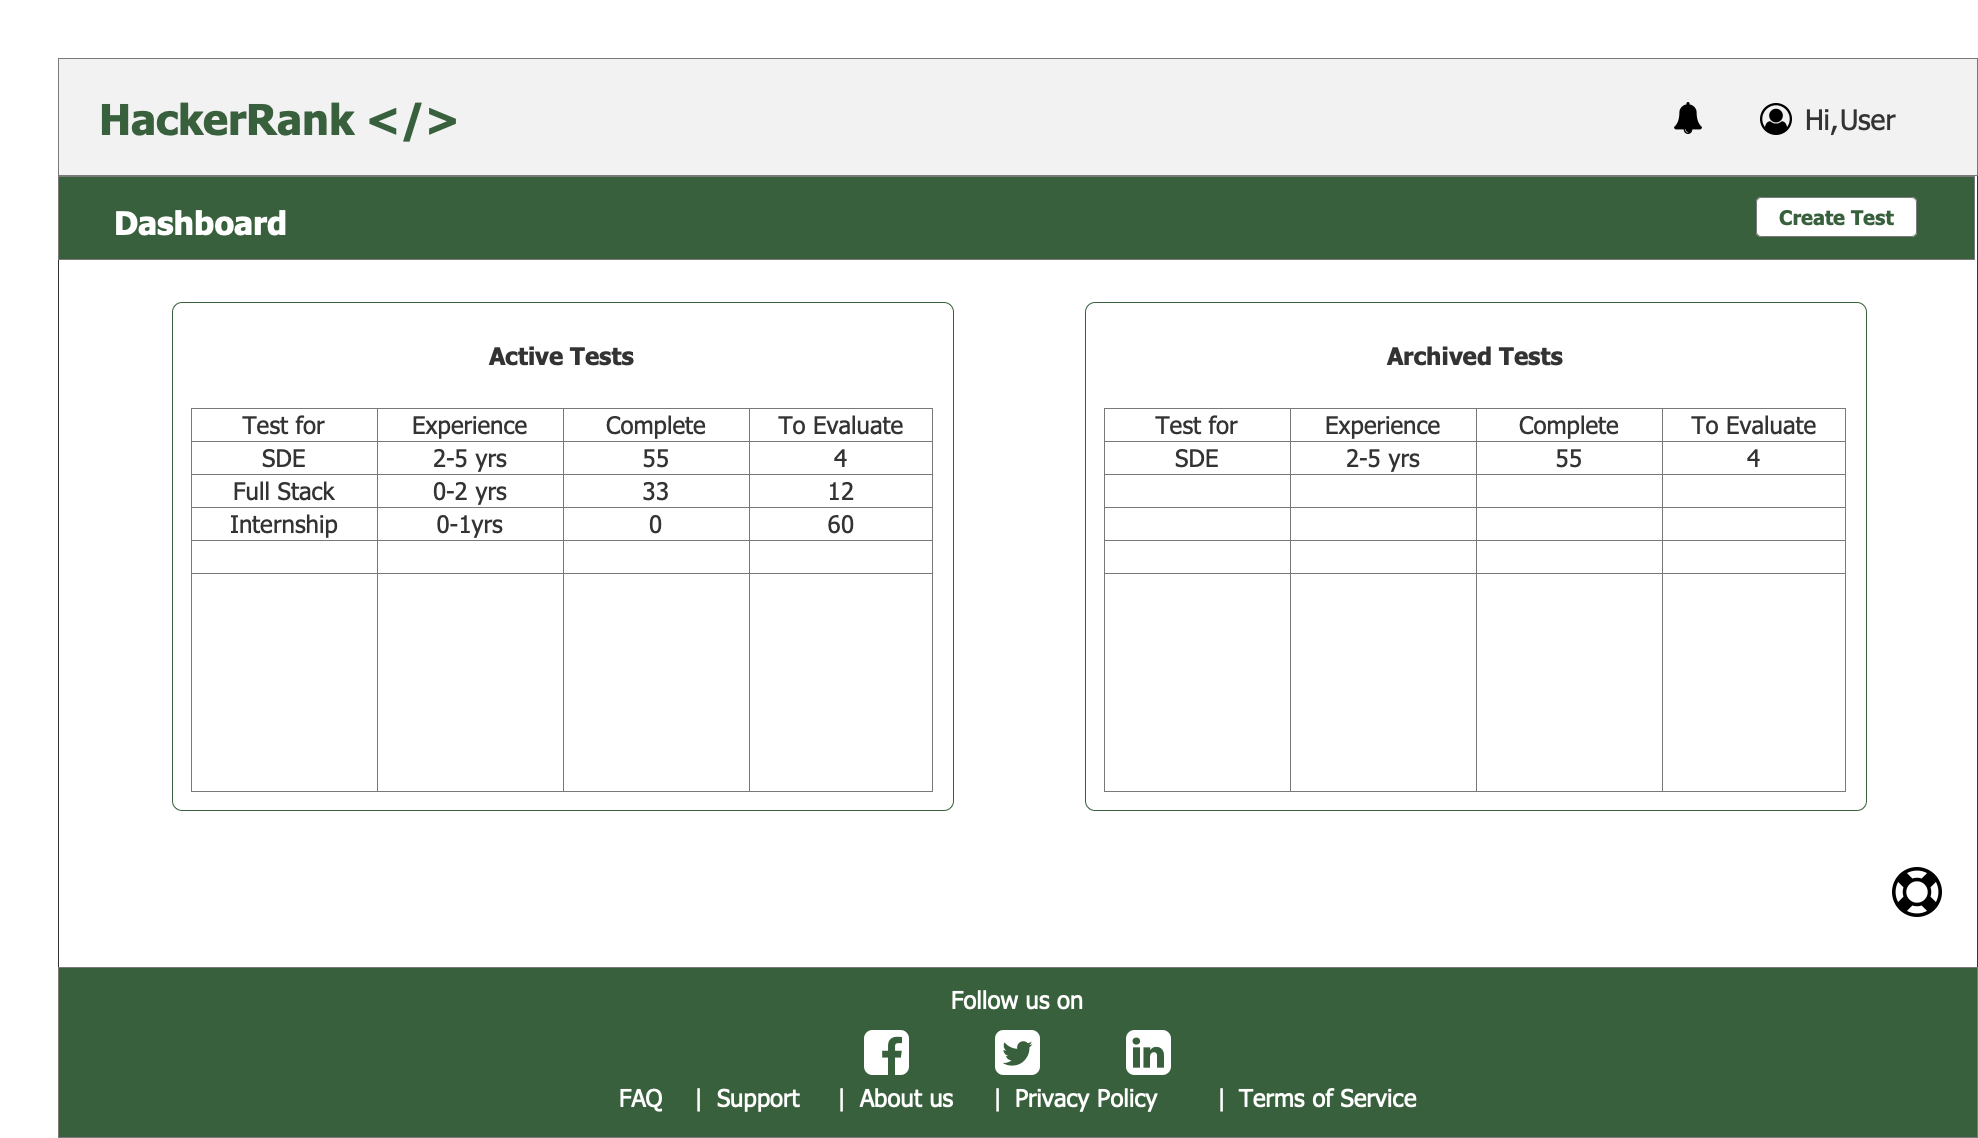 HackerRank </>
Hi,User
Dashboard
Create Test
Active Tests
Test for Experience Complete To Evaluate
SDE 2-5 yrs 55 4
Full Stack 0-2 yrs 33 12
Internship 0-1yrs 0 60
Archived Tests
Test for Experience Complete To Evaluate
SDE 2-5 yrs 55 4
Follow us on
FAQ | Support | About us | Privacy Policy | Terms of Service